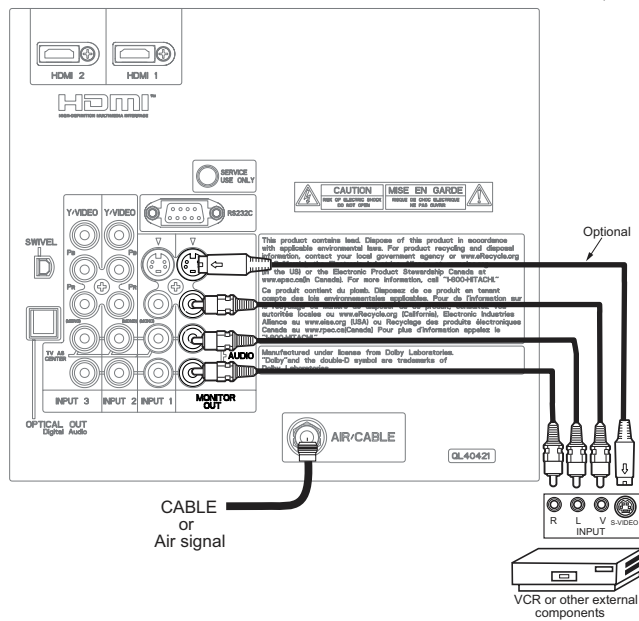 HDMI 2 HDMI 1
HDMI™
HIGH-DEFINITION MULTIMEDIA INTERFACE
SERVICE
USE ONLY
RS232C
CAUTION
RISK OF ELECTRIC SHOCK
DO NOT OPEN
MISE EN GARDE
RISQUE DE CHOC ELECTRIQUE
NE PAS OUVRIR
Y/VIDEO Y/VIDEO
SWIVEL
PB PB
PR PR
TV AS
CENTER
AUDIO
INPUT 3 INPUT 2 INPUT 1 MONITOR
OUT
OPTICAL OUT
Digital Audio
This product contains lead. Dispose of this product in accordance
with applicable environmental laws. For product recycling and disposal
information, contact your local government agency or www.eRecycle.org
in the US) or the Electronic Product Stewardship Canada at
www.epsc.ca(in Canada). For more information, call "1-800-HITACHI."
Ce produit contient du plomb. Disposez de ce produit en tenant
compte des lois environnementales applicables. Pour de l'information sur
autorités locales ou www.eRecycle.org (California), Electronic Industries
Alliance au www.eiae.org (USA) ou Recyclage des produits électroniques
Canada au www.rpec.ca(Canada) Pour plus d'information appelez le
"1-800-HITACHI."
Manufactured under license from Dolby Laboratories.
"Dolby"and the double-D symbol are trademarks of
Dolby Laboratories
AIR/CABLE
QL40421
CABLE
or
Air signal
Optional
R L V S-VIDEO
INPUT
VCR or other external
components